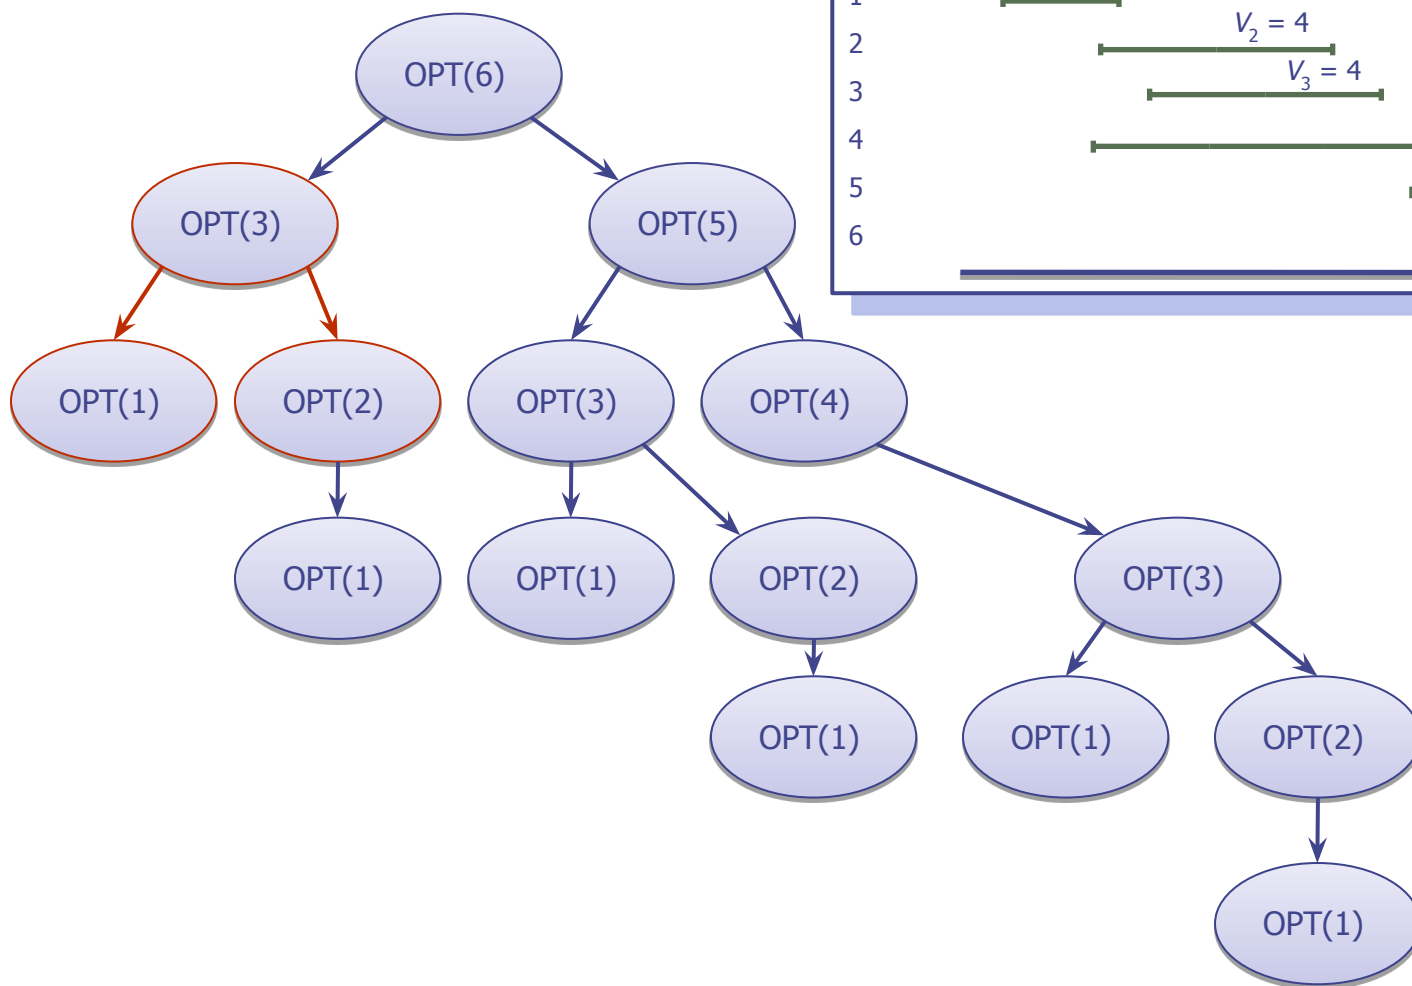 1
V2 = 4
2
V3 = 4
3
4
5
6
OPT(6)
OPT(3)
OPT(5)
OPT(1)
OPT(2)
OPT(3)
OPT(4)
OPT(1)
OPT(1)
OPT(2)
OPT(3)
OPT(1)
OPT(1)
OPT(2)
OPT(1)